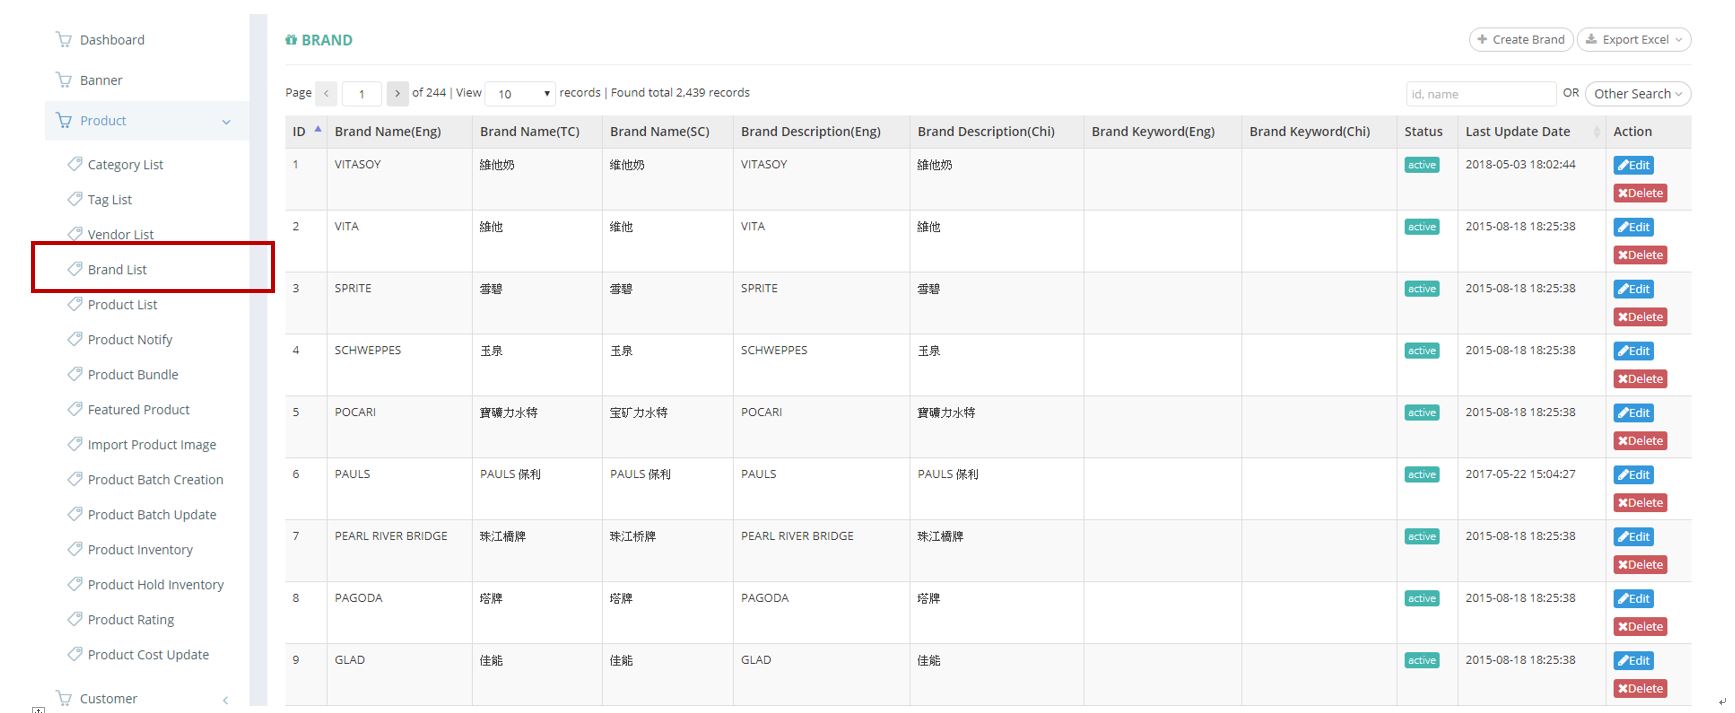 Dashboard
Banner
Product
Category List
Tag List
Vendor List
Brand List
Product List
Product Notify
Product Bundle
Featured Product
Import Product Image
Product Batch Creation
Product Batch Update
Product Inventory
Product Hold Inventory
Product Rating
Product Cost Update
Customer
BRAND
Create Brand
Export Excel
Page 1 of 244 | View 10 records | Found total 2,439 records
id, name OR Other Search
ID Brand Name(Eng) Brand Name(TC) Brand Name(SC) Brand Description(Eng) Brand Description(Chi) Brand Keyword(Eng) Brand Keyword(Chi) Status Last Update Date Action
1 VITASOY 維他奶 维他奶 VITASOY 維他奶 active 2018-05-03 18:02:44 Edit
Delete
2 VITA 維他 维他 VITA 維他 active 2015-08-18 18:25:38 Edit
Delete
3 SPRITE 雪碧 雪碧 SPRITE 雪碧 active 2015-08-18 18:25:38 Edit
Delete
4 SCHWEPPES 玉泉 玉泉 SCHWEPPES 玉泉 active 2015-08-18 18:25:38 Edit
Delete
5 POCARI 寶礦力水特 宝矿力水特 POCARI 寶礦力水特 active 2015-08-18 18:25:38 Edit
Delete
6 PAULS PAULS 保利 PAULS 保利 PAULS PAULS 保利 active 2017-05-22 15:04:27 Edit
Delete
7 PEARL RIVER BRIDGE 珠江橋牌 珠江桥牌 PEARL RIVER BRIDGE 珠江橋牌 active 2015-08-18 18:25:38 Edit
Delete
8 PAGODA 塔牌 塔牌 PAGODA 塔牌 active 2015-08-18 18:25:38 Edit
Delete
9 GLAD 佳能 佳能 GLAD 佳能 active 2015-08-18 18:25:38 Edit
Delete